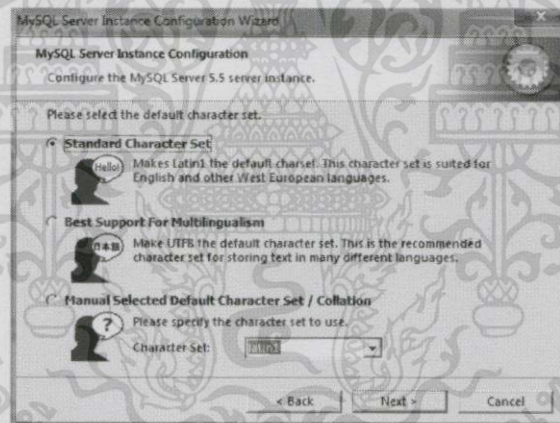 MySQL Server Instance Configuration Wizard
MySQL Server Instance Configuration
Configure the MySQL Server 5.5 server instance.
Please select the default character set.
Standard Character Set
Hello!
Makes Latin1 the default charset. This character set is suited for
English and other West European languages.
Best Support For Multilingualism
日本語
Make UTF8 the default character set. This is the recommended
character set for storing text in many different languages.
Manual Selected Default Character Set / Collation
?
Please specify the character set to use.
Character Set:
latin1
< Back
Next >
Cancel